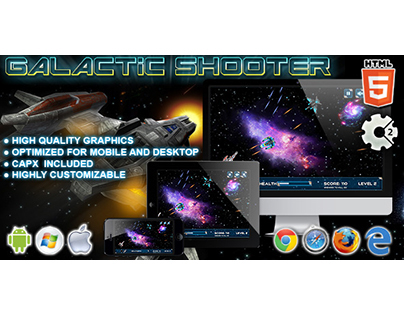 GALACTIC SHOOTER
HTML
5
2
● HIGH QUALITY GRAPHICS
● OPTIMIZED FOR MOBILE AND DESKTOP
● CAPX INCLUDED
● HIGHLY CUSTOMIZABLE
HEALTH SCORE: 110 LEVEL 2